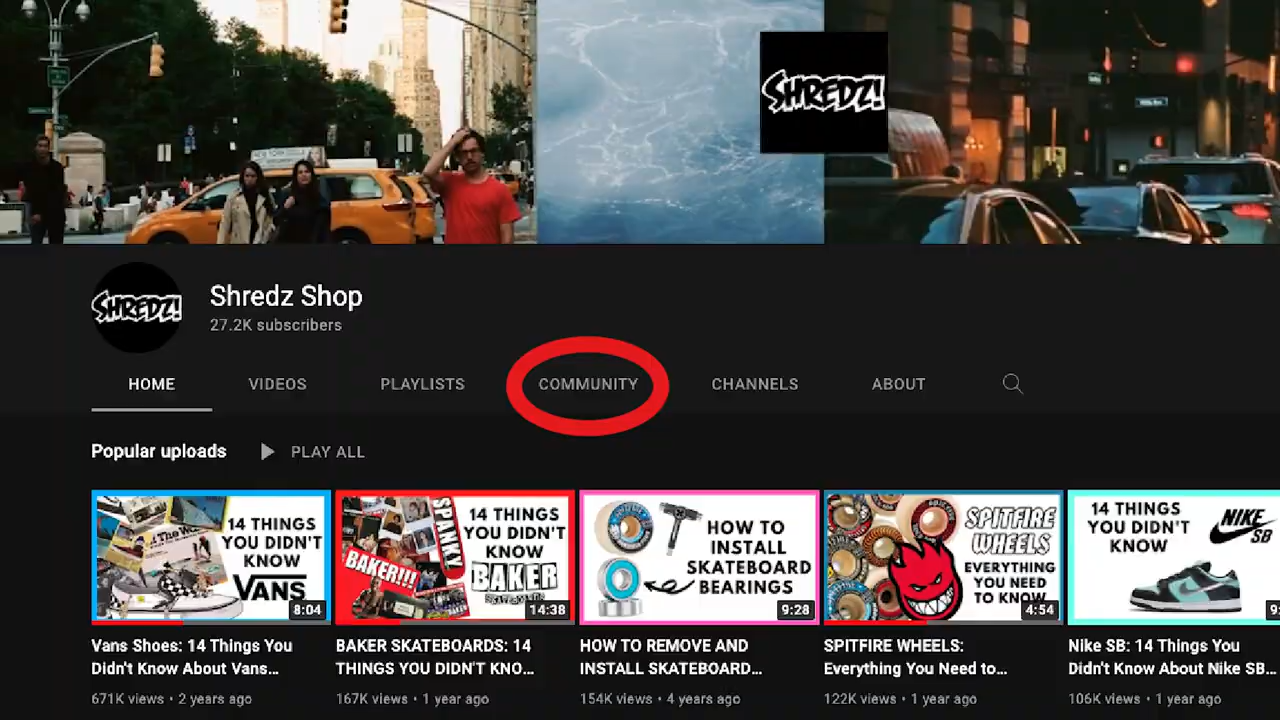 SHREDZ!
SHREDZ!
Shredz Shop
27.2K subscribers
HOME VIDEOS PLAYLISTS COMMUNITY CHANNELS ABOUT
Popular uploads PLAY ALL
14 THINGS
YOU DIDN'T
KNOW
VANS
8:04
SPANKY
BAKER!!!
14 THINGS
YOU DIDN'T
KNOW
BAKER
SKATEBOARDS
14:38
HOW TO
INSTALL
SKATEBOARD
BEARINGS
9:28
SPITFIRE
WHEELS
EVERYTHING
YOU NEED
TO KNOW
4:54
14 THINGS
YOU DIDN'T
KNOW
NIKE
SB
Vans Shoes: 14 Things You
Didn't Know About Vans...
671K views • 2 years ago
BAKER SKATEBOARDS: 14
THINGS YOU DIDN'T KNO...
167K views • 1 year ago
HOW TO REMOVE AND
INSTALL SKATEBOARD...
154K views • 4 years ago
SPITFIRE WHEELS:
Everything You Need to...
122K views • 1 year ago
Nike SB: 14 Things You
Didn't Know About Nike SB...
106K views • 1 year ago